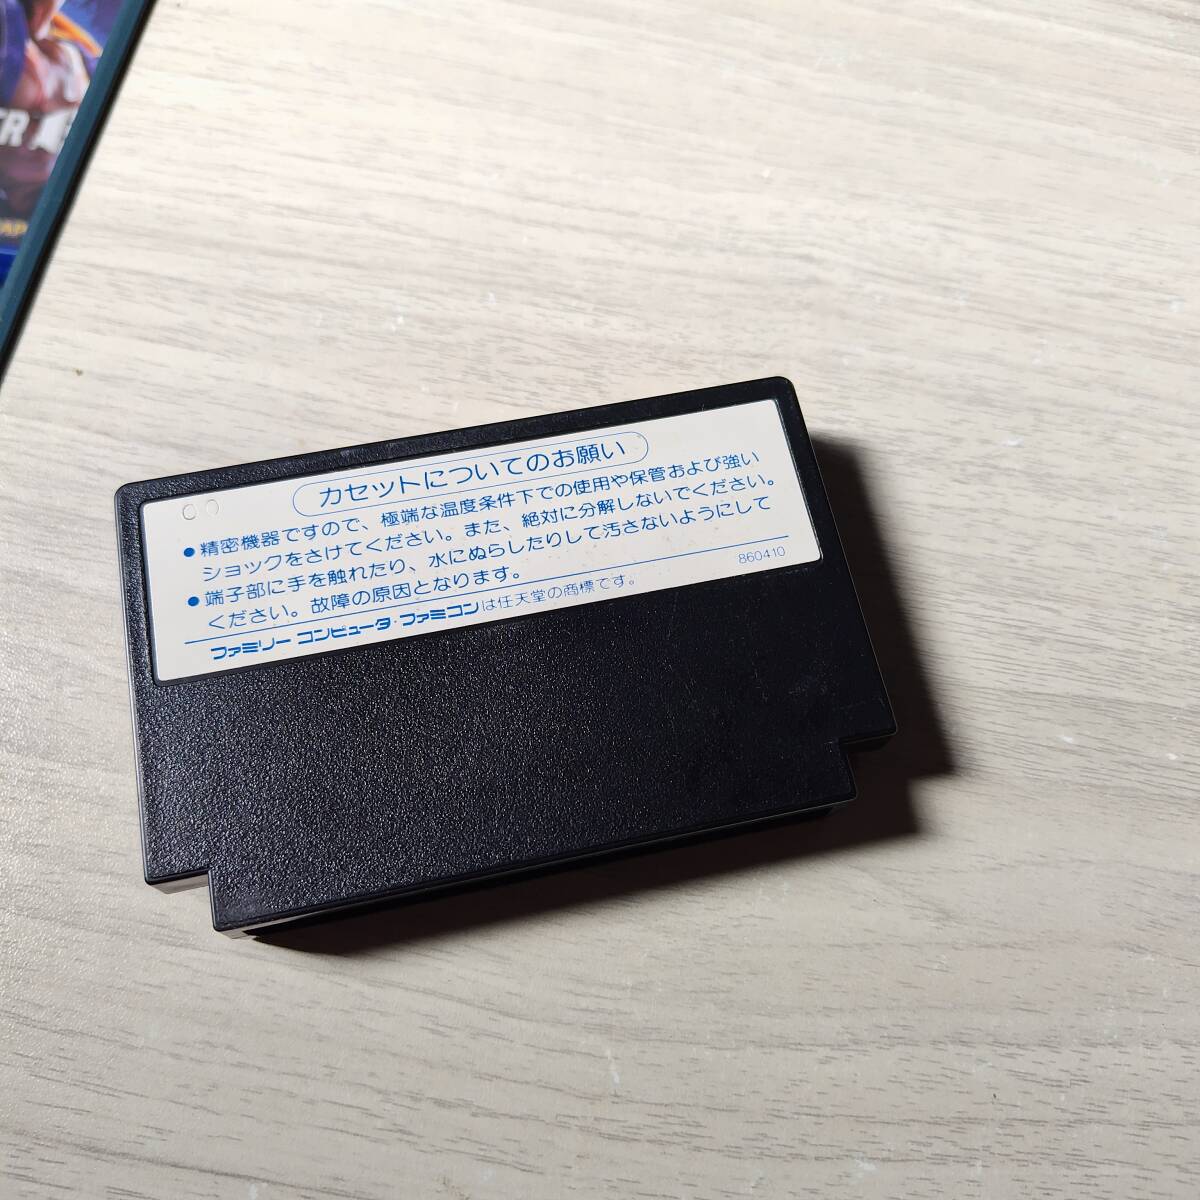 カセットについてのお願い
●精密機器ですので、極端な温度条件下での使用や保管および強い
ショックをさけてください。また、絶対に分解しないでください。
●端子部に手を触れたり、水にぬらしたりして汚さないようにして
ください。故障の原因となります。
860410
ファミリー コンピュータ・ファミコンは任天堂の商標です。